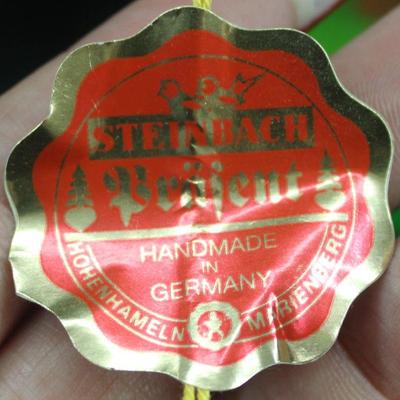 STEINBACH
Präsent
HANDMADE
IN
GERMANY
HOHENHAMELN MARIENBERG